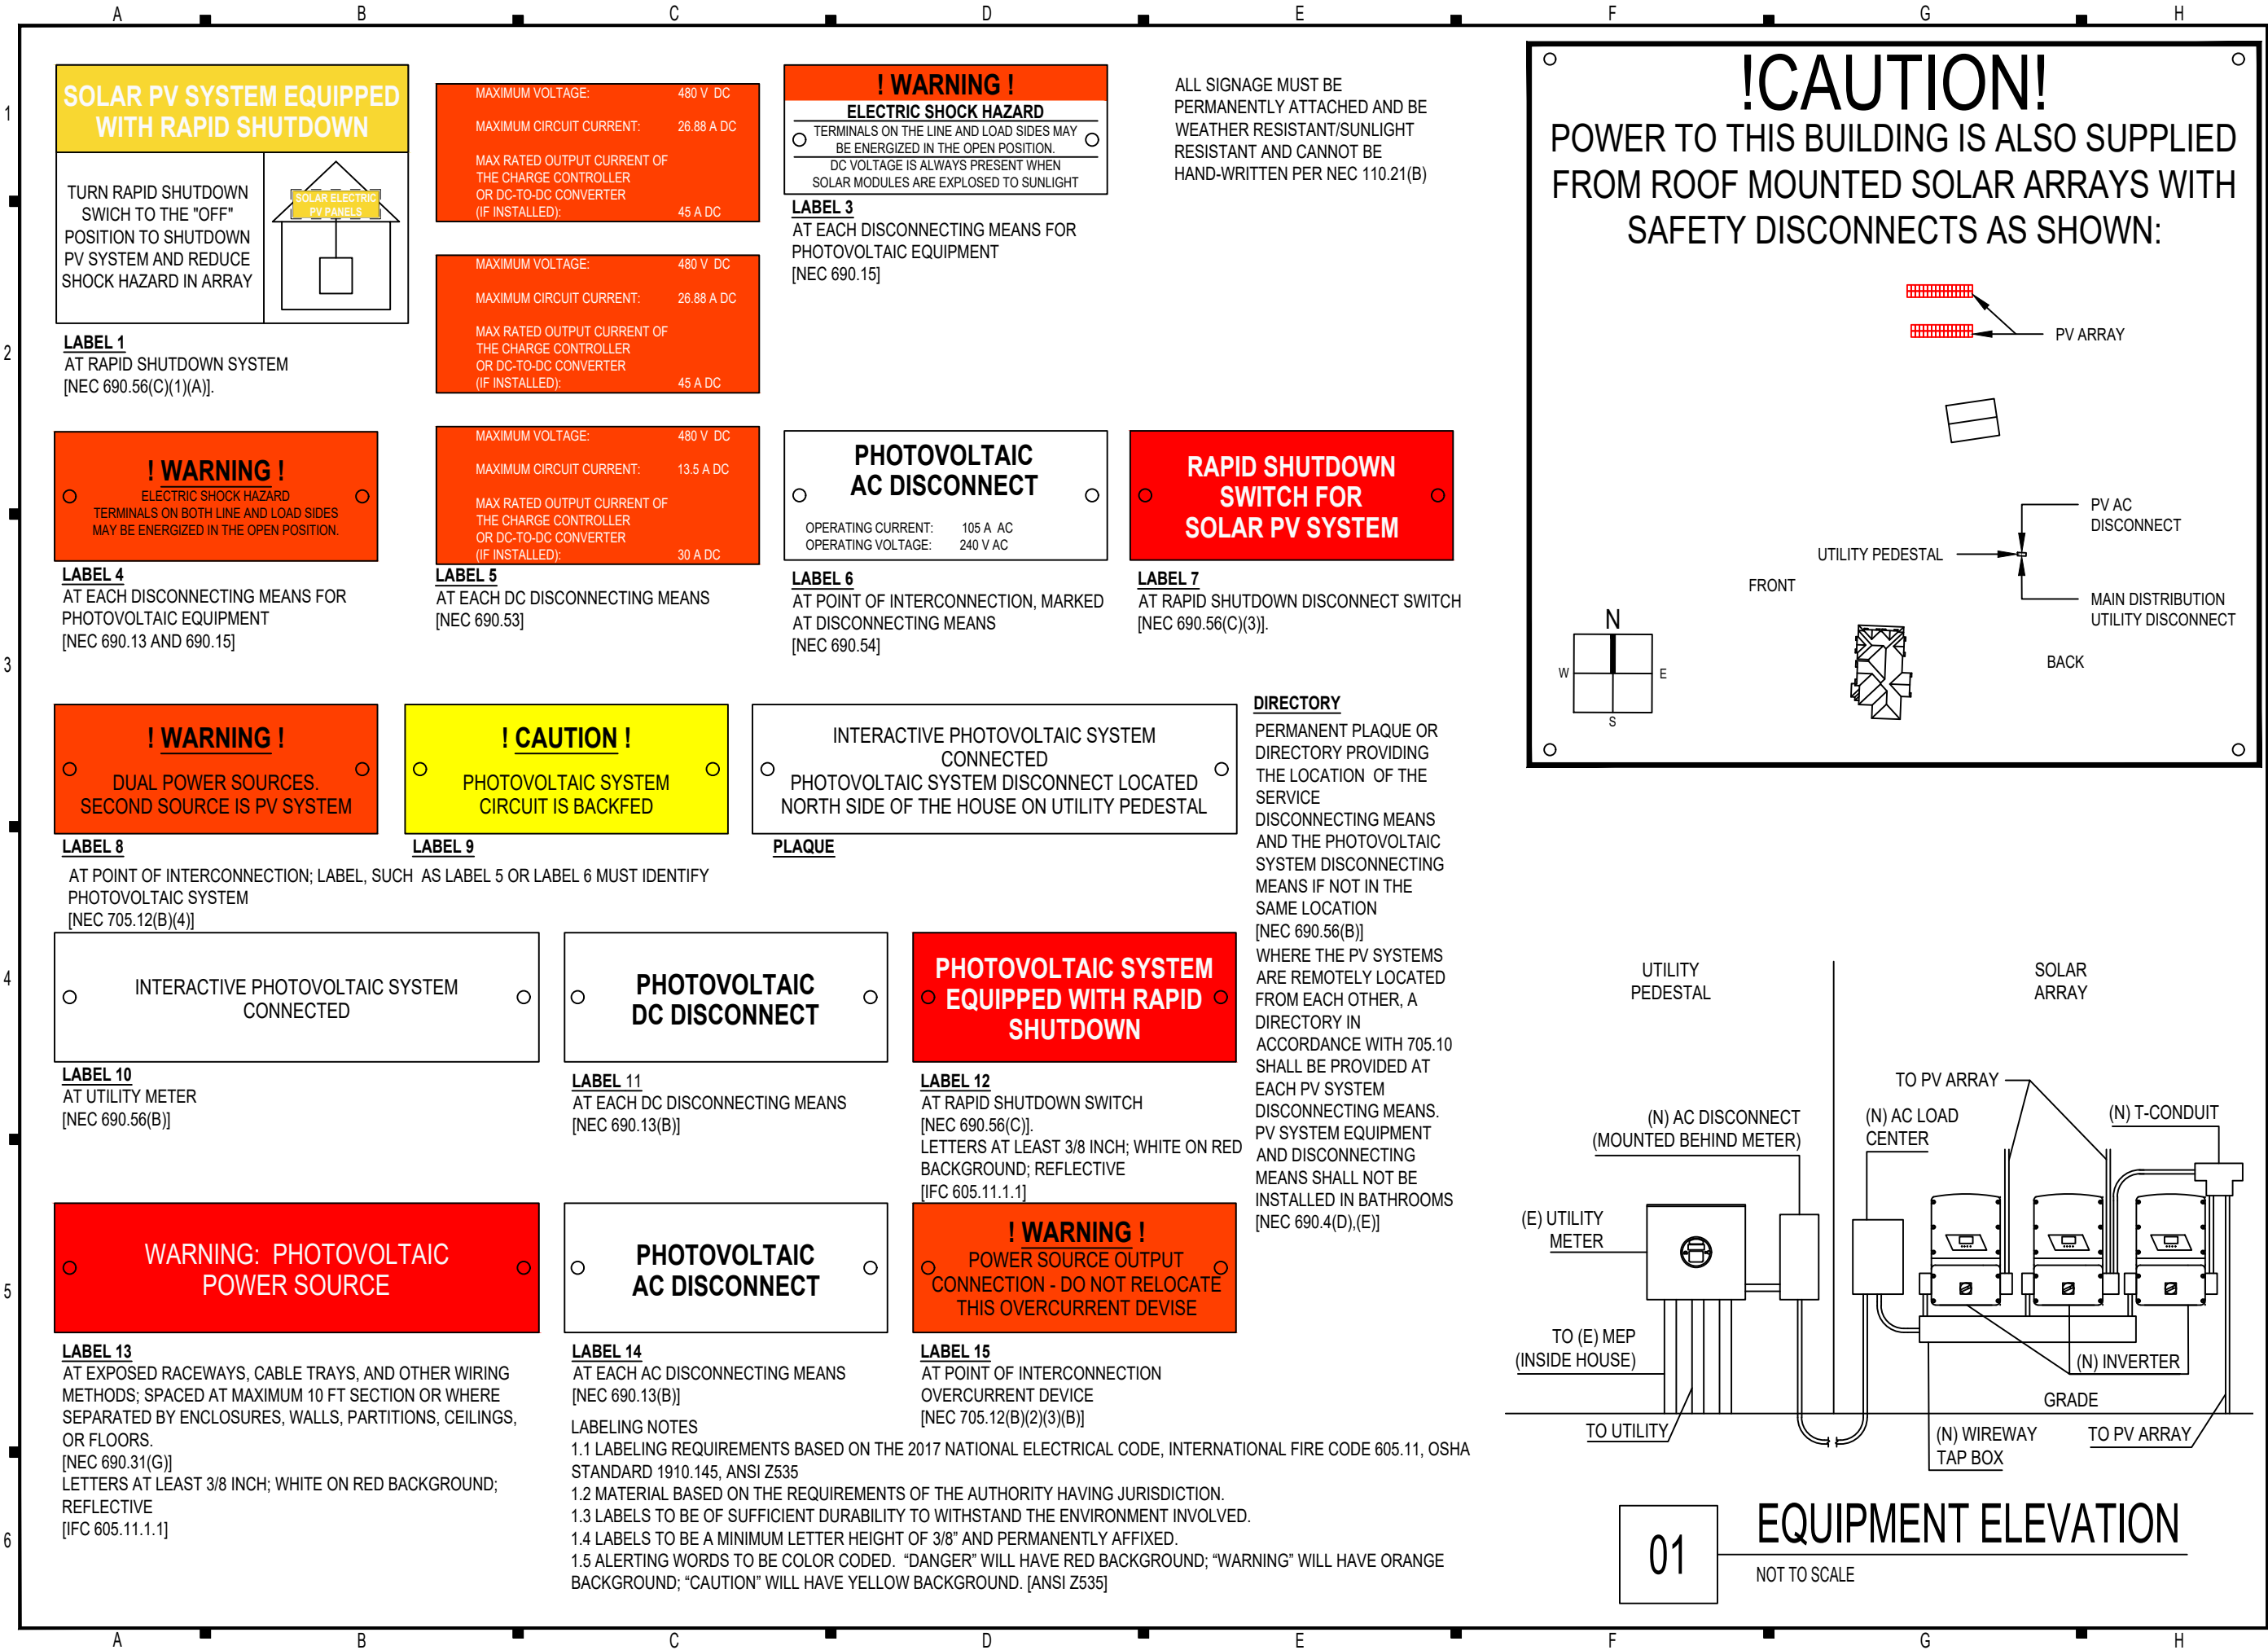 A B C D E F G H
1
2
3
4
5
6
SOLAR PV SYSTEM EQUIPPED
WITH RAPID SHUTDOWN
TURN RAPID SHUTDOWN
SWICH TO THE "OFF"
POSITION TO SHUTDOWN
PV SYSTEM AND REDUCE
SHOCK HAZARD IN ARRAY
SOLAR ELECTRIC
PV PANELS
LABEL 1
AT RAPID SHUTDOWN SYSTEM
[NEC 690.56(C)(1)(A)].
MAXIMUM VOLTAGE: 480 V DC
MAXIMUM CIRCUIT CURRENT: 26.88 A DC
MAX RATED OUTPUT CURRENT OF
THE CHARGE CONTROLLER
OR DC-TO-DC CONVERTER
(IF INSTALLED): 45 A DC
MAXIMUM VOLTAGE: 480 V DC
MAXIMUM CIRCUIT CURRENT: 26.88 A DC
MAX RATED OUTPUT CURRENT OF
THE CHARGE CONTROLLER
OR DC-TO-DC CONVERTER
(IF INSTALLED): 45 A DC
MAXIMUM VOLTAGE: 480 V DC
MAXIMUM CIRCUIT CURRENT: 13.5 A DC
MAX RATED OUTPUT CURRENT OF
THE CHARGE CONTROLLER
OR DC-TO-DC CONVERTER
(IF INSTALLED): 30 A DC
LABEL 5
AT EACH DC DISCONNECTING MEANS
[NEC 690.53]
! WARNING !
ELECTRIC SHOCK HAZARD
TERMINALS ON THE LINE AND LOAD SIDES MAY
BE ENERGIZED IN THE OPEN POSITION.
DC VOLTAGE IS ALWAYS PRESENT WHEN
SOLAR MODULES ARE EXPLOSED TO SUNLIGHT
LABEL 3
AT EACH DISCONNECTING MEANS FOR
PHOTOVOLTAIC EQUIPMENT
[NEC 690.15]
ALL SIGNAGE MUST BE
PERMANENTLY ATTACHED AND BE
WEATHER RESISTANT/SUNLIGHT
RESISTANT AND CANNOT BE
HAND-WRITTEN PER NEC 110.21(B)
! WARNING !
ELECTRIC SHOCK HAZARD
TERMINALS ON BOTH LINE AND LOAD SIDES
MAY BE ENERGIZED IN THE OPEN POSITION.
LABEL 4
AT EACH DISCONNECTING MEANS FOR
PHOTOVOLTAIC EQUIPMENT
[NEC 690.13 AND 690.15]
PHOTOVOLTAIC
AC DISCONNECT
OPERATING CURRENT: 105 A AC
OPERATING VOLTAGE: 240 V AC
LABEL 6
AT POINT OF INTERCONNECTION, MARKED
AT DISCONNECTING MEANS
[NEC 690.54]
RAPID SHUTDOWN
SWITCH FOR
SOLAR PV SYSTEM
LABEL 7
AT RAPID SHUTDOWN DISCONNECT SWITCH
[NEC 690.56(C)(3)].
! WARNING !
DUAL POWER SOURCES.
SECOND SOURCE IS PV SYSTEM
LABEL 8
! CAUTION !
PHOTOVOLTAIC SYSTEM
CIRCUIT IS BACKFED
LABEL 9
AT POINT OF INTERCONNECTION; LABEL, SUCH AS LABEL 5 OR LABEL 6 MUST IDENTIFY
PHOTOVOLTAIC SYSTEM
[NEC 705.12(B)(4)]
INTERACTIVE PHOTOVOLTAIC SYSTEM
CONNECTED
PHOTOVOLTAIC SYSTEM DISCONNECT LOCATED
NORTH SIDE OF THE HOUSE ON UTILITY PEDESTAL
PLAQUE
DIRECTORY
PERMANENT PLAQUE OR
DIRECTORY PROVIDING
THE LOCATION OF THE
SERVICE
DISCONNECTING MEANS
AND THE PHOTOVOLTAIC
SYSTEM DISCONNECTING
MEANS IF NOT IN THE
SAME LOCATION
[NEC 690.56(B)]
WHERE THE PV SYSTEMS
ARE REMOTELY LOCATED
FROM EACH OTHER, A
DIRECTORY IN
ACCORDANCE WITH 705.10
SHALL BE PROVIDED AT
EACH PV SYSTEM
DISCONNECTING MEANS.
PV SYSTEM EQUIPMENT
AND DISCONNECTING
MEANS SHALL NOT BE
INSTALLED IN BATHROOMS
[NEC 690.4(D),(E)]
INTERACTIVE PHOTOVOLTAIC SYSTEM
CONNECTED
LABEL 10
AT UTILITY METER
[NEC 690.56(B)]
PHOTOVOLTAIC
DC DISCONNECT
LABEL 11
AT EACH DC DISCONNECTING MEANS
[NEC 690.13(B)]
PHOTOVOLTAIC SYSTEM
EQUIPPED WITH RAPID
SHUTDOWN
LABEL 12
AT RAPID SHUTDOWN SWITCH
[NEC 690.56(C)].
LETTERS AT LEAST 3/8 INCH; WHITE ON RED
BACKGROUND; REFLECTIVE
[IFC 605.11.1.1]
WARNING: PHOTOVOLTAIC
POWER SOURCE
LABEL 13
AT EXPOSED RACEWAYS, CABLE TRAYS, AND OTHER WIRING
METHODS; SPACED AT MAXIMUM 10 FT SECTION OR WHERE
SEPARATED BY ENCLOSURES, WALLS, PARTITIONS, CEILINGS,
OR FLOORS.
[NEC 690.31(G)]
LETTERS AT LEAST 3/8 INCH; WHITE ON RED BACKGROUND;
REFLECTIVE
[IFC 605.11.1.1]
PHOTOVOLTAIC
AC DISCONNECT
LABEL 14
AT EACH AC DISCONNECTING MEANS
[NEC 690.13(B)]
! WARNING !
POWER SOURCE OUTPUT
CONNECTION - DO NOT RELOCATE
THIS OVERCURRENT DEVISE
LABEL 15
AT POINT OF INTERCONNECTION
OVERCURRENT DEVICE
[NEC 705.12(B)(2)(3)(B)]
LABELING NOTES
1.1 LABELING REQUIREMENTS BASED ON THE 2017 NATIONAL ELECTRICAL CODE, INTERNATIONAL FIRE CODE 605.11, OSHA
STANDARD 1910.145, ANSI Z535
1.2 MATERIAL BASED ON THE REQUIREMENTS OF THE AUTHORITY HAVING JURISDICTION.
1.3 LABELS TO BE OF SUFFICIENT DURABILITY TO WITHSTAND THE ENVIRONMENT INVOLVED.
1.4 LABELS TO BE A MINIMUM LETTER HEIGHT OF 3/8” AND PERMANENTLY AFFIXED.
1.5 ALERTING WORDS TO BE COLOR CODED. “DANGER” WILL HAVE RED BACKGROUND; “WARNING” WILL HAVE ORANGE
BACKGROUND; “CAUTION” WILL HAVE YELLOW BACKGROUND. [ANSI Z535]
!CAUTION!
POWER TO THIS BUILDING IS ALSO SUPPLIED
FROM ROOF MOUNTED SOLAR ARRAYS WITH
SAFETY DISCONNECTS AS SHOWN:
PV ARRAY
PV AC
DISCONNECT
UTILITY PEDESTAL
FRONT
MAIN DISTRIBUTION
UTILITY DISCONNECT
BACK
N
W E
S
UTILITY
PEDESTAL
SOLAR
ARRAY
TO PV ARRAY
(N) AC DISCONNECT
(MOUNTED BEHIND METER)
(N) AC LOAD
CENTER
(N) T-CONDUIT
(E) UTILITY
METER
TO (E) MEP
(INSIDE HOUSE)
(N) INVERTER
GRADE
TO UTILITY
(N) WIREWAY
TAP BOX
TO PV ARRAY
01
EQUIPMENT ELEVATION
NOT TO SCALE
A B C D E F G H